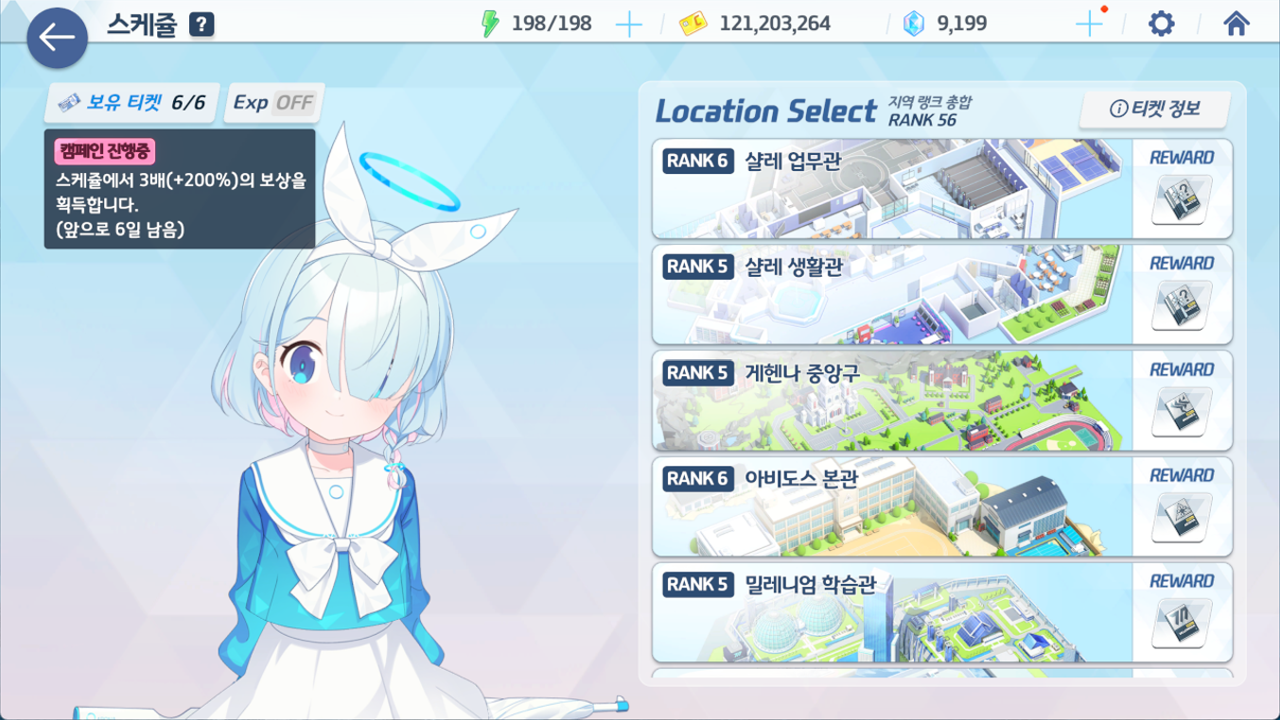 스케쥴 ?
198/198
121,203,264
9,199
보유 티켓 6/6
Exp OFF
캠페인 진행중
스케쥴에서 3배(+200%)의 보상을
획득합니다.
(앞으로 6일 남음)
Location Select
지역 랭크 총합
RANK 56
티켓 정보
RANK 6 샬레 업무관
REWARD
RANK 5 샬레 생활관
REWARD
RANK 5 게헨나 중앙구
REWARD
RANK 6 아비도스 본관
REWARD
RANK 5 밀레니엄 학습관
REWARD